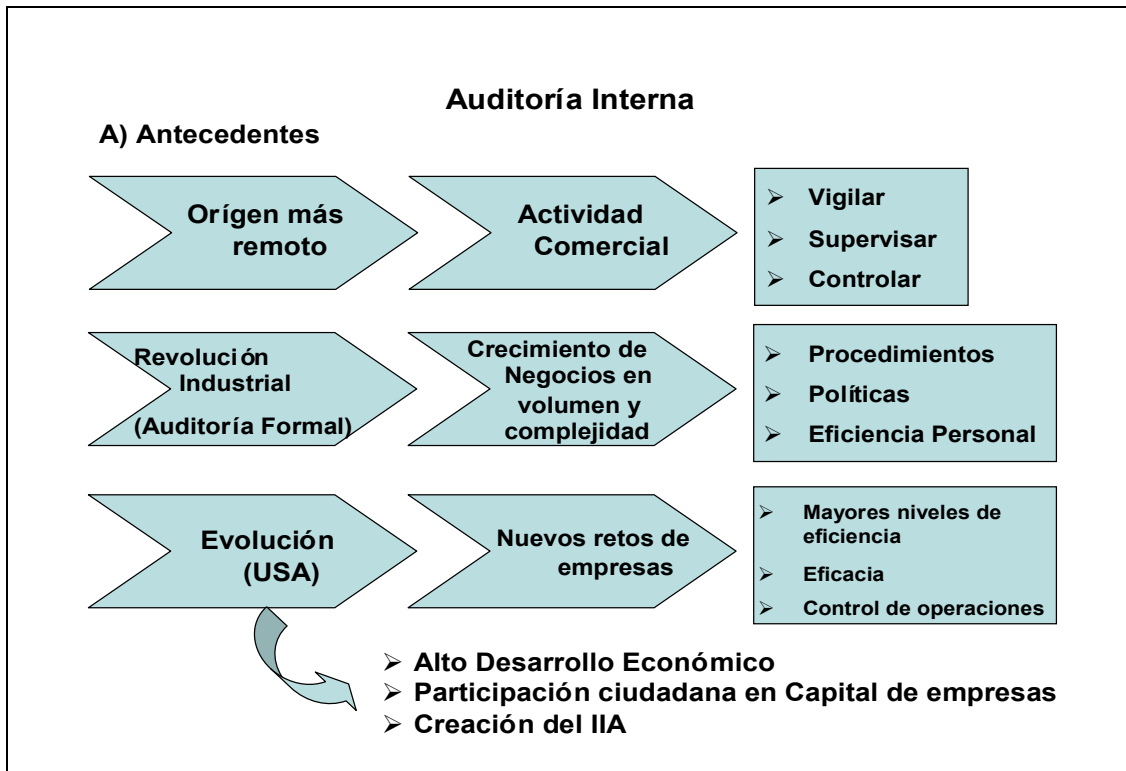 Auditoría Interna
A) Antecedentes
Orígen más
remoto
Actividad
Comercial
➢ Vigilar
➢ Supervisar
➢ Controlar
Revolución
Industrial
(Auditoría Formal)
Crecimiento de
Negocios en
volumen y
complejidad
➢ Procedimientos
➢ Políticas
➢ Eficiencia Personal
Evolución
(USA)
Nuevos retos de
empresas
➢ Mayores niveles de
eficiencia
➢ Eficacia
➢ Control de operaciones
➢ Alto Desarrollo Económico
➢ Participación ciudadana en Capital de empresas
➢ Creación del IIA